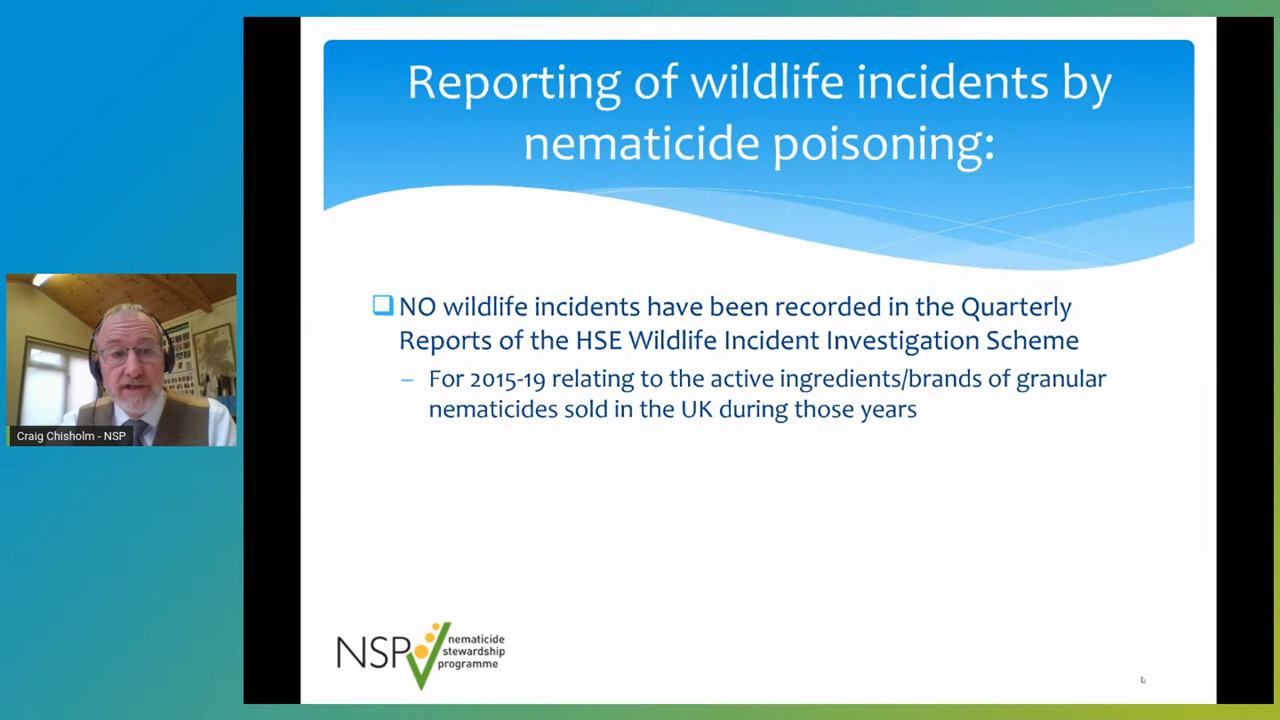 Reporting of wildlife incidents by
nematicide poisoning:
NO wildlife incidents have been recorded in the Quarterly
Reports of the HSE Wildlife Incident Investigation Scheme
– For 2015-19 relating to the active ingredients/brands of granular
nematicides sold in the UK during those years
Craig Chisholm - NSP
NSP
nematicide
stewardship
programme